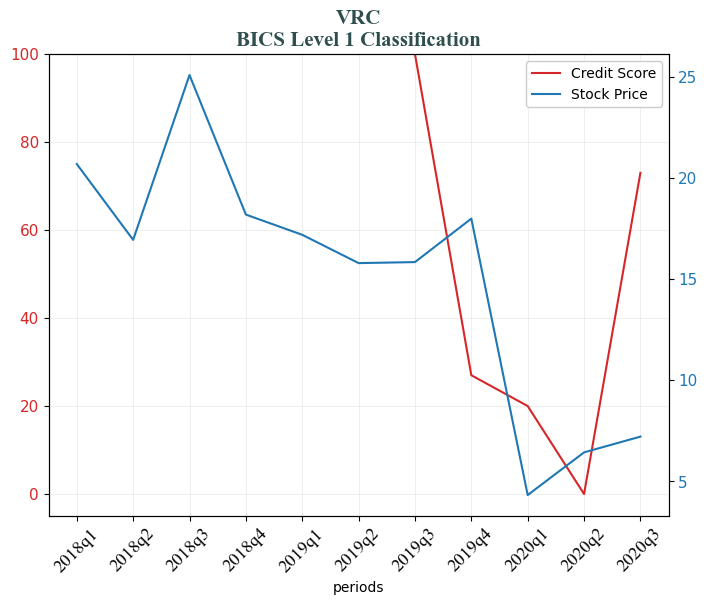 VRC
BICS Level 1 Classification
Credit Score
Stock Price
100
80
60
40
20
0
25
20
15
10
5
2018q1
2018q2
2018q3
2018q4
2019q1
2019q2
2019q3
2019q4
2020q1
2020q2
2020q3
periods